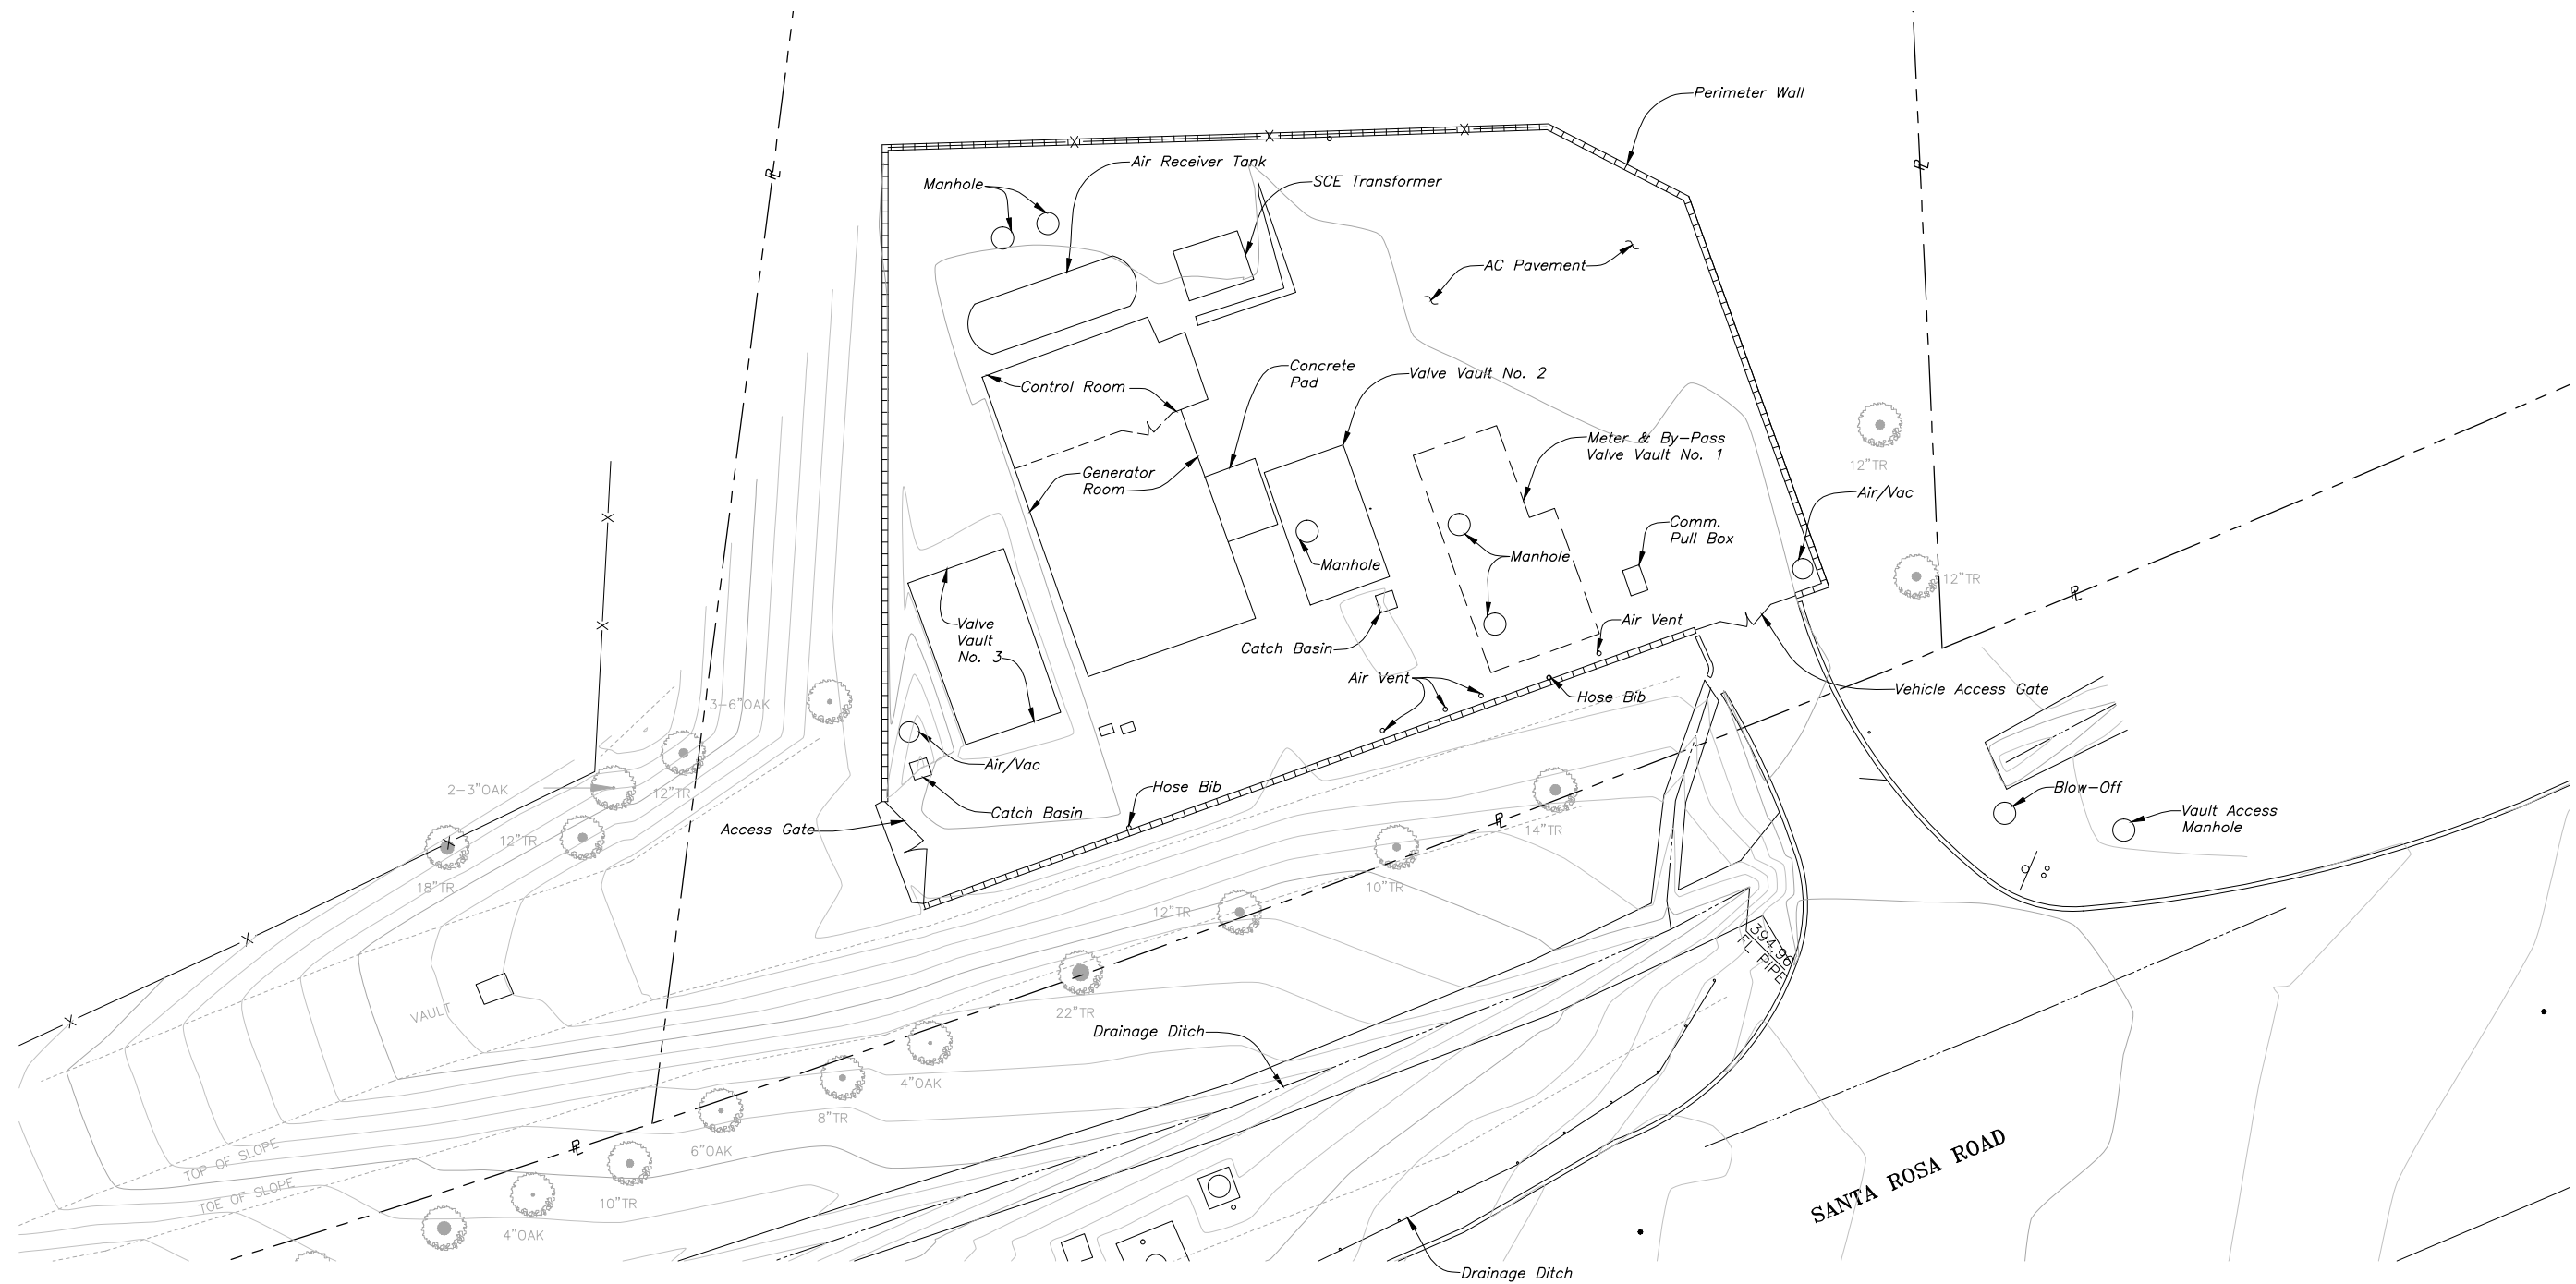 Perimeter Wall
Air Receiver Tank
SCE Transformer
Manhole
PL
PL
AC Pavement
Concrete
Pad
Valve Vault No. 2
Control Room
Meter & By-Pass
Valve Vault No. 1
12"TR
Generator
Room
Air/Vac
X
X
X
X
Comm.
Pull Box
Manhole
Manhole
X
12"TR
PL
Valve
Vault
No. 3
Air Vent
X
Catch Basin
Air Vent
Vehicle Access Gate
Hose Bib
3-6"OAK
Air/Vac
2-3"OAK
12"TR
Hose Bib
Blow-Off
Catch Basin
Vault Access
Manhole
Access Gate
PL
14"TR
12"TR
X
18"TR
10"TR
12"TR
X
394.96
FL PIPE
VAULT
22"TR
X
Drainage Ditch
4"OAK
8"TR
PL
6"OAK
TOP OF SLOPE
SANTA ROSA ROAD
TOE OF SLOPE
10"TR
4"OAK
Drainage Ditch